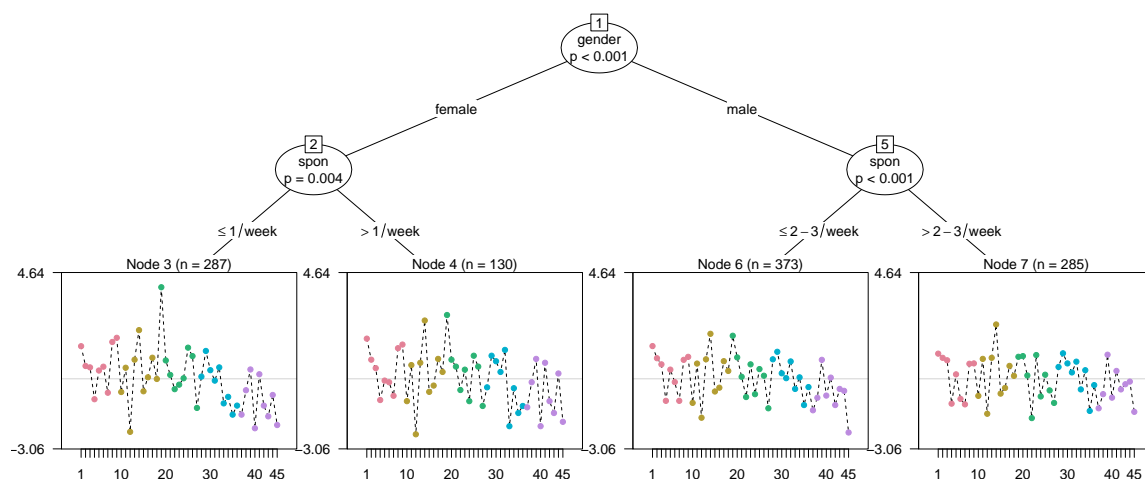 1
gender
p < 0.001
female
male
2
spon
p = 0.004
5
spon
p < 0.001
≤ 1/week
> 1/week
≤ 2−3/week
> 2−3/week
Node 3 (n = 287)
Node 4 (n = 130)
Node 6 (n = 373)
Node 7 (n = 285)
4.64
4.64
4.64
4.64
−3.06
−3.06
−3.06
−3.06
1 10 20 30 40 45
1 10 20 30 40 45
1 10 20 30 40 45
1 10 20 30 40 45